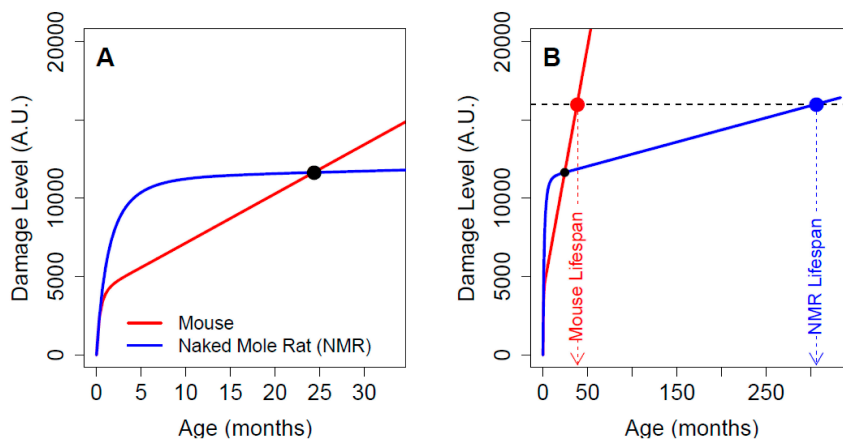 A
Damage Level (A.U.)
20000
10000
5000
0
Mouse
Naked Mole Rat (NMR)
0 5 10 15 20 25 30
Age (months)
B
Damage Level (A.U.)
20000
10000
5000
0
Mouse Lifespan
NMR Lifespan
0 50 150 250
Age (months)